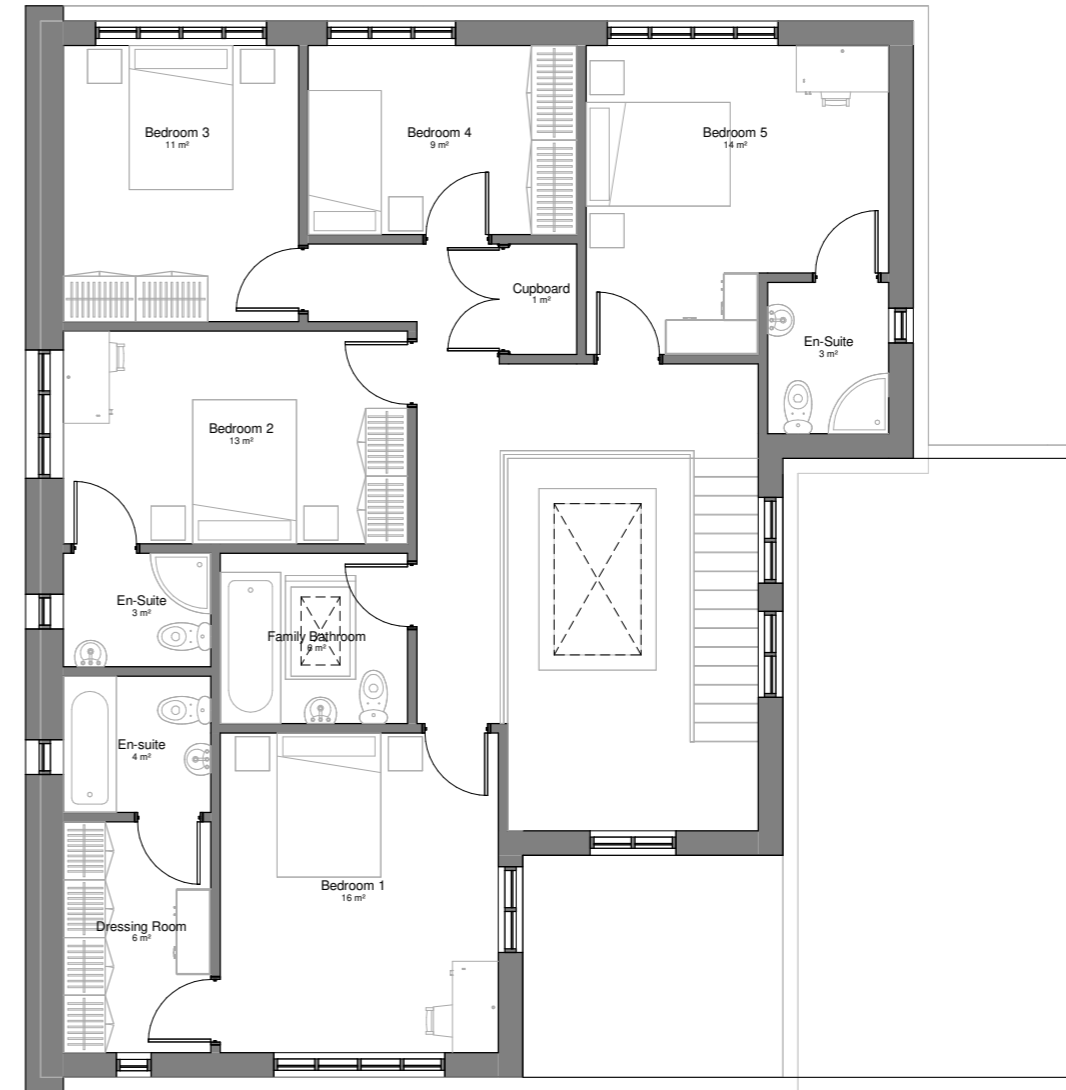 Bedroom 3
11 m²
Bedroom 4
9 m²
Bedroom 5
14 m²
Cupboard
1 m²
En-Suite
3 m²
Bedroom 2
13 m²
En-Suite
3 m²
Family Bathroom
m²
En-suite
4 m²
Bedroom 1
16 m²
Dressing Room
6 m²